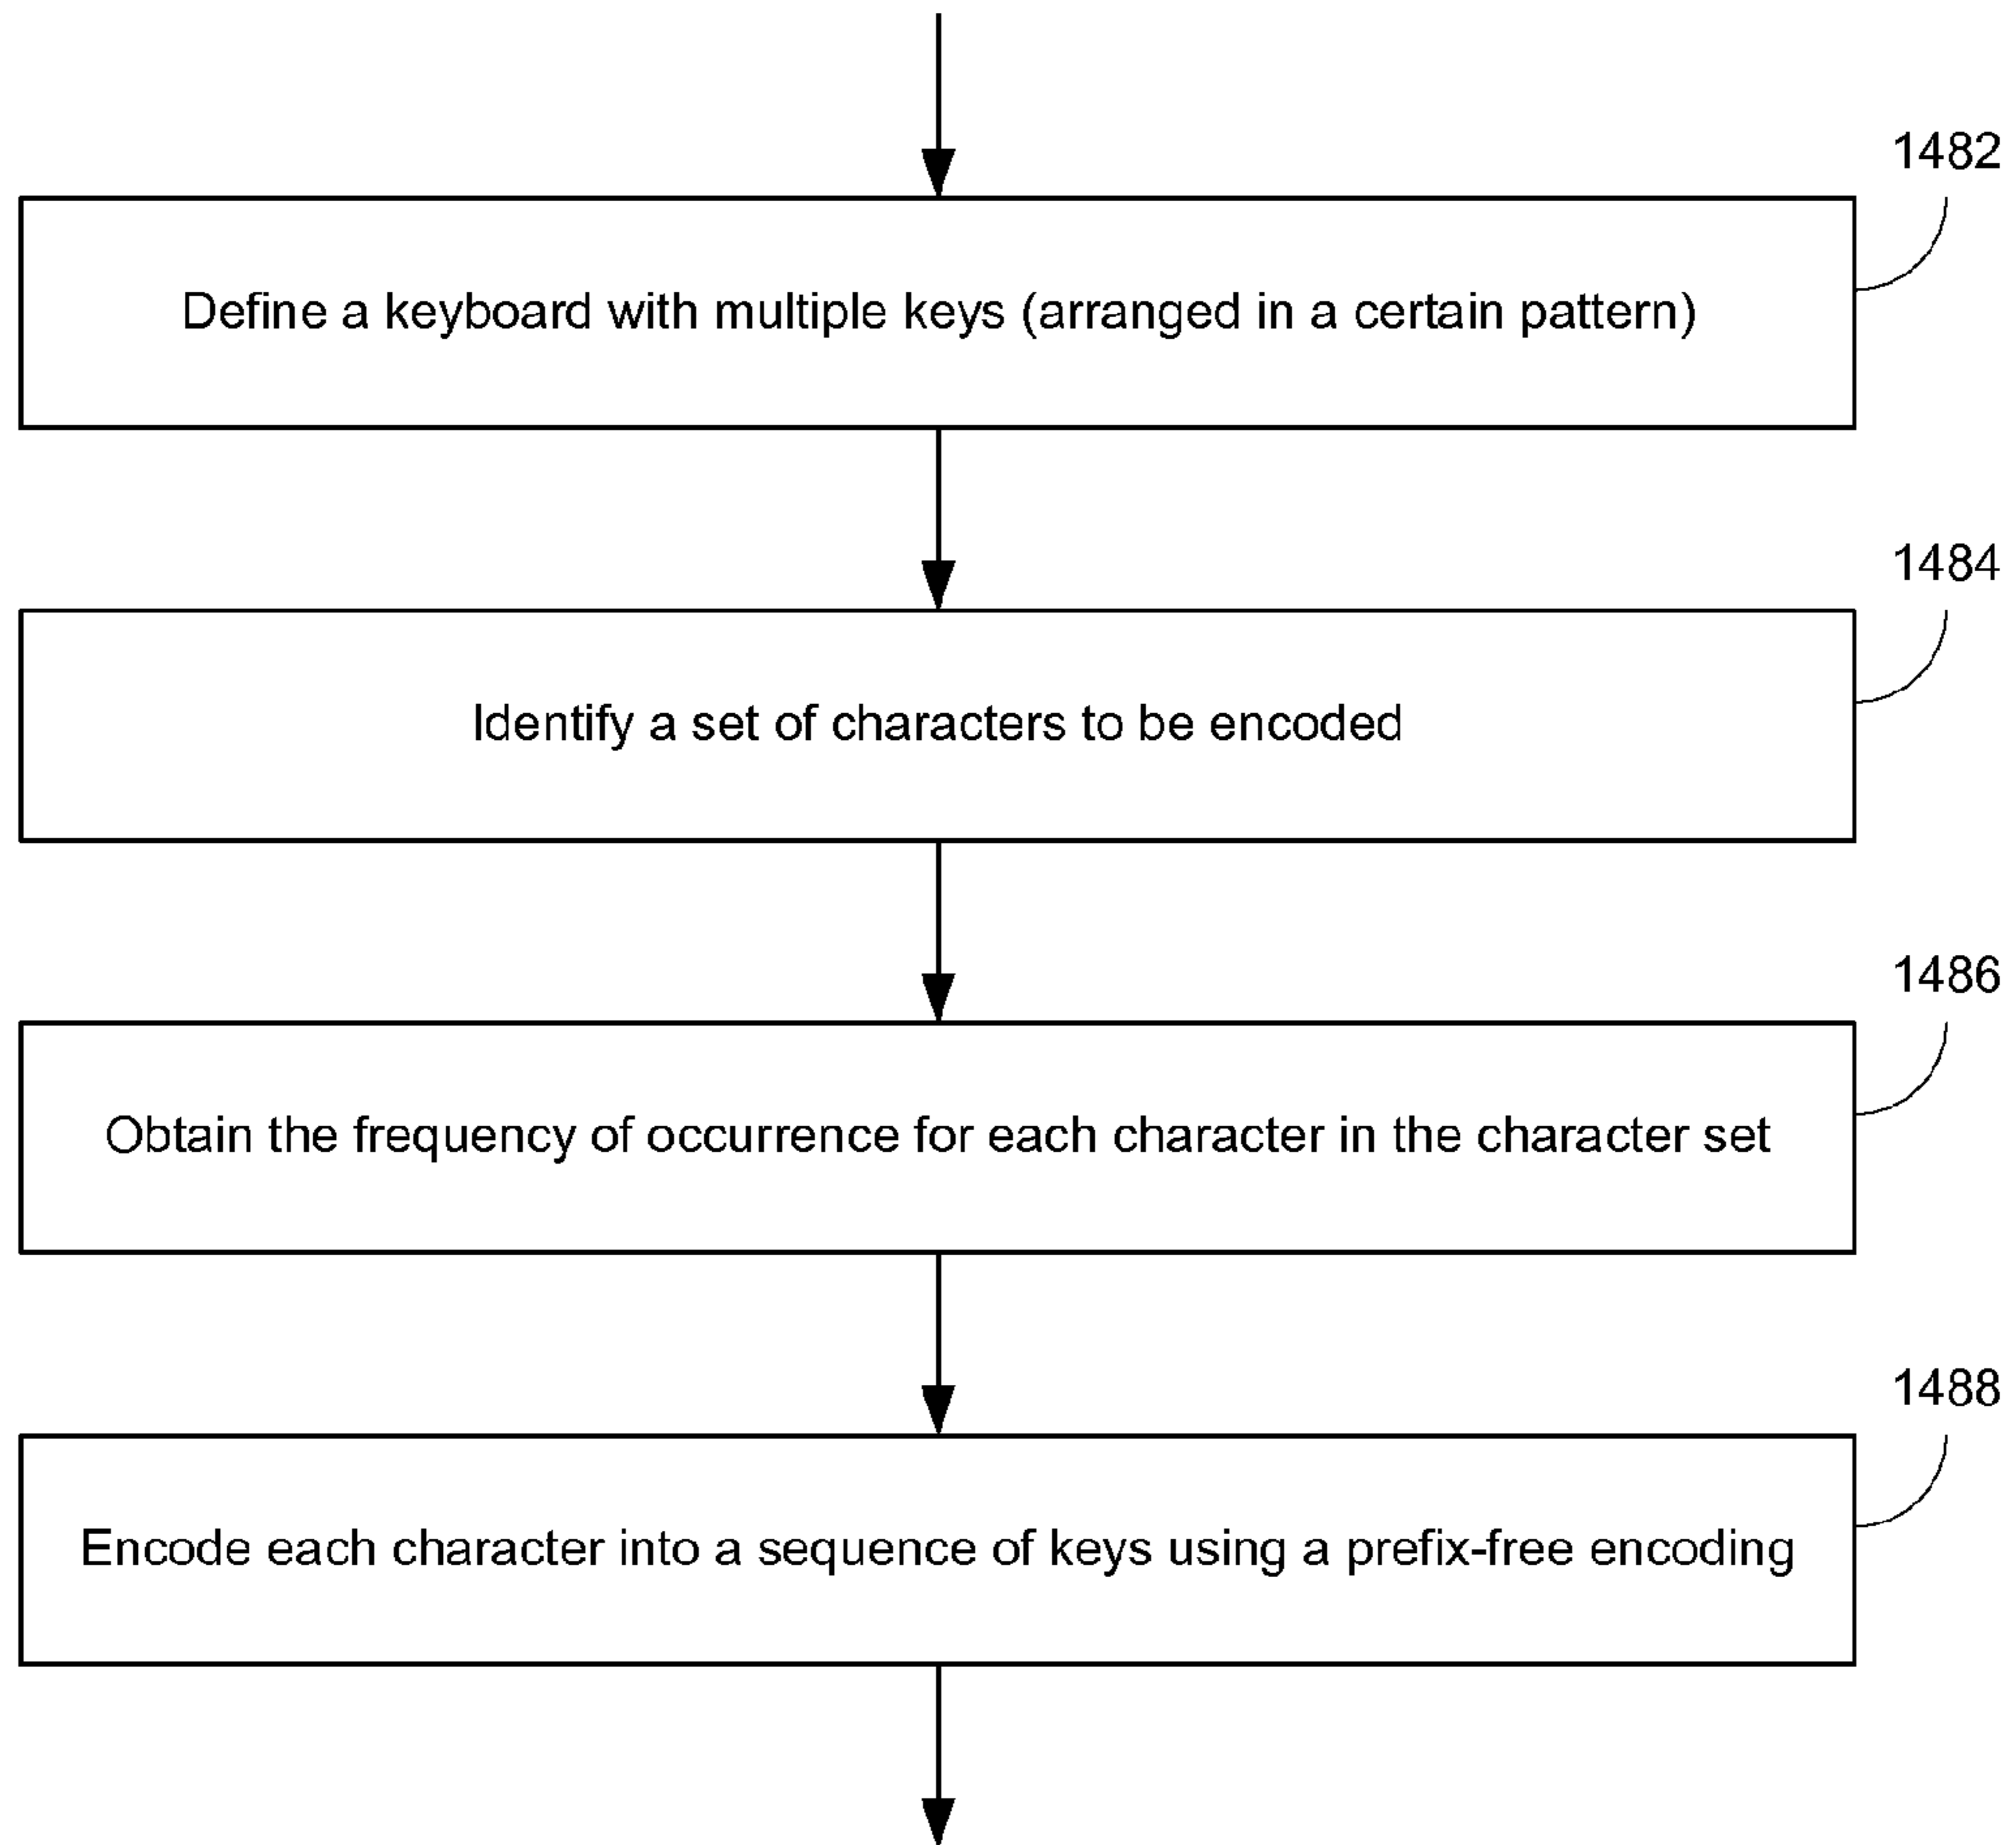 1482
Define a keyboard with multiple keys (arranged in a certain pattern)
1484
Identify a set of characters to be encoded
1486
Obtain the frequency of occurrence for each character in the character set
1488
Encode each character into a sequence of keys using a prefix-free encoding